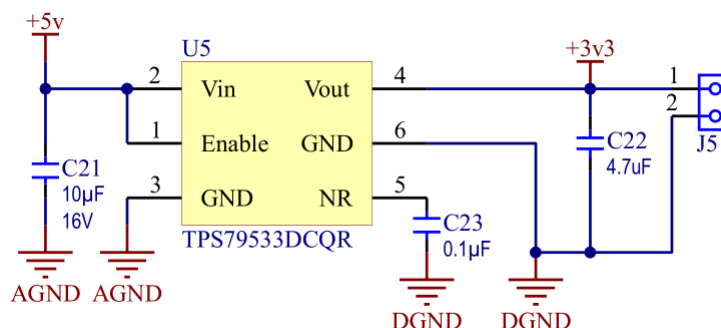 +5v
U5
+3v3
2 Vin Vout 4
1
2
1 Enable GND 6
J5
C21
10µF
16V
C22
4.7uF
3 GND NR 5
C23
0.1µF
TPS79533DCQR
AGND AGND
DGND DGND